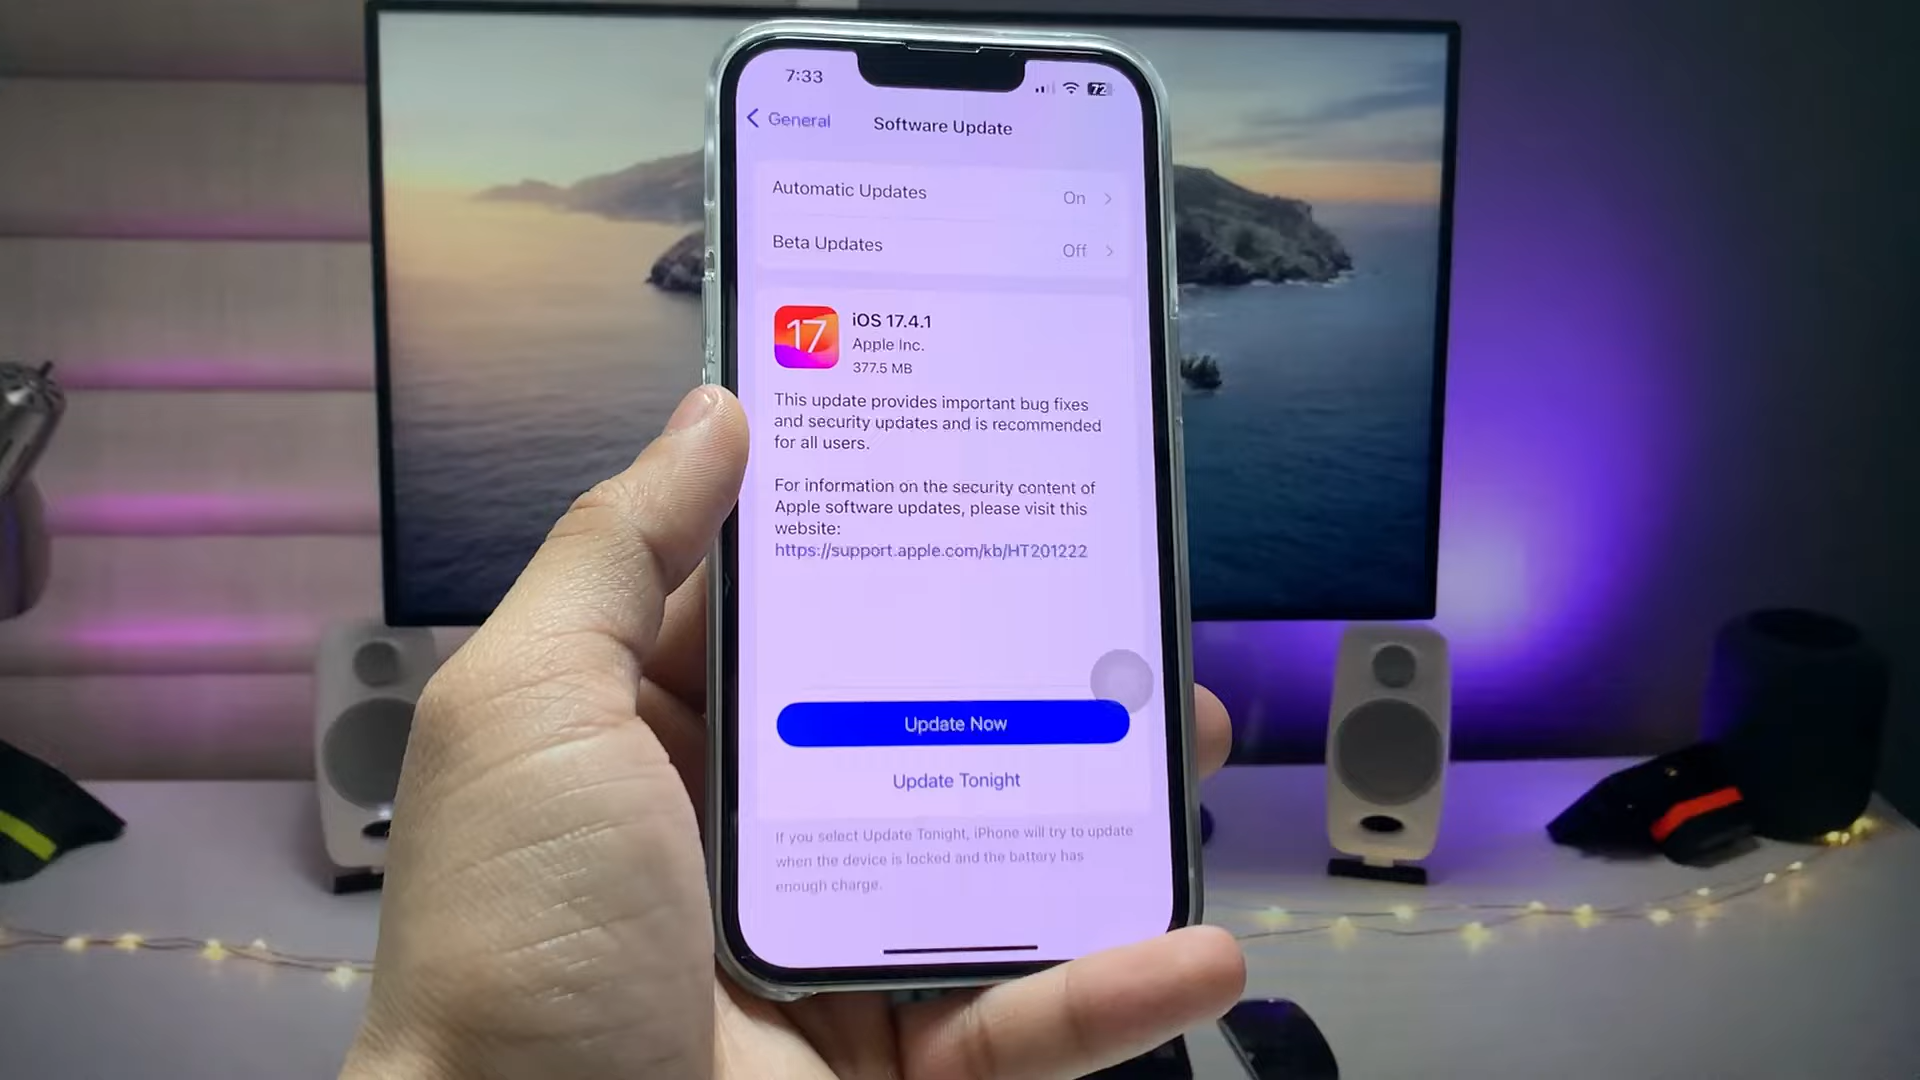 7:33
72
General
Software Update
Automatic Updates
On
Beta Updates
Off
17
iOS 17.4.1
Apple Inc.
377.5 MB
This update provides important bug fixes
and security updates and is recommended
for all users.
For information on the security content of
Apple software updates, please visit this
website:
https://support.apple.com/kb/HT201222
Update Now
Update Tonight
If you select Update Tonight, iPhone will try to update
when the device is locked and the battery has
enough charge.